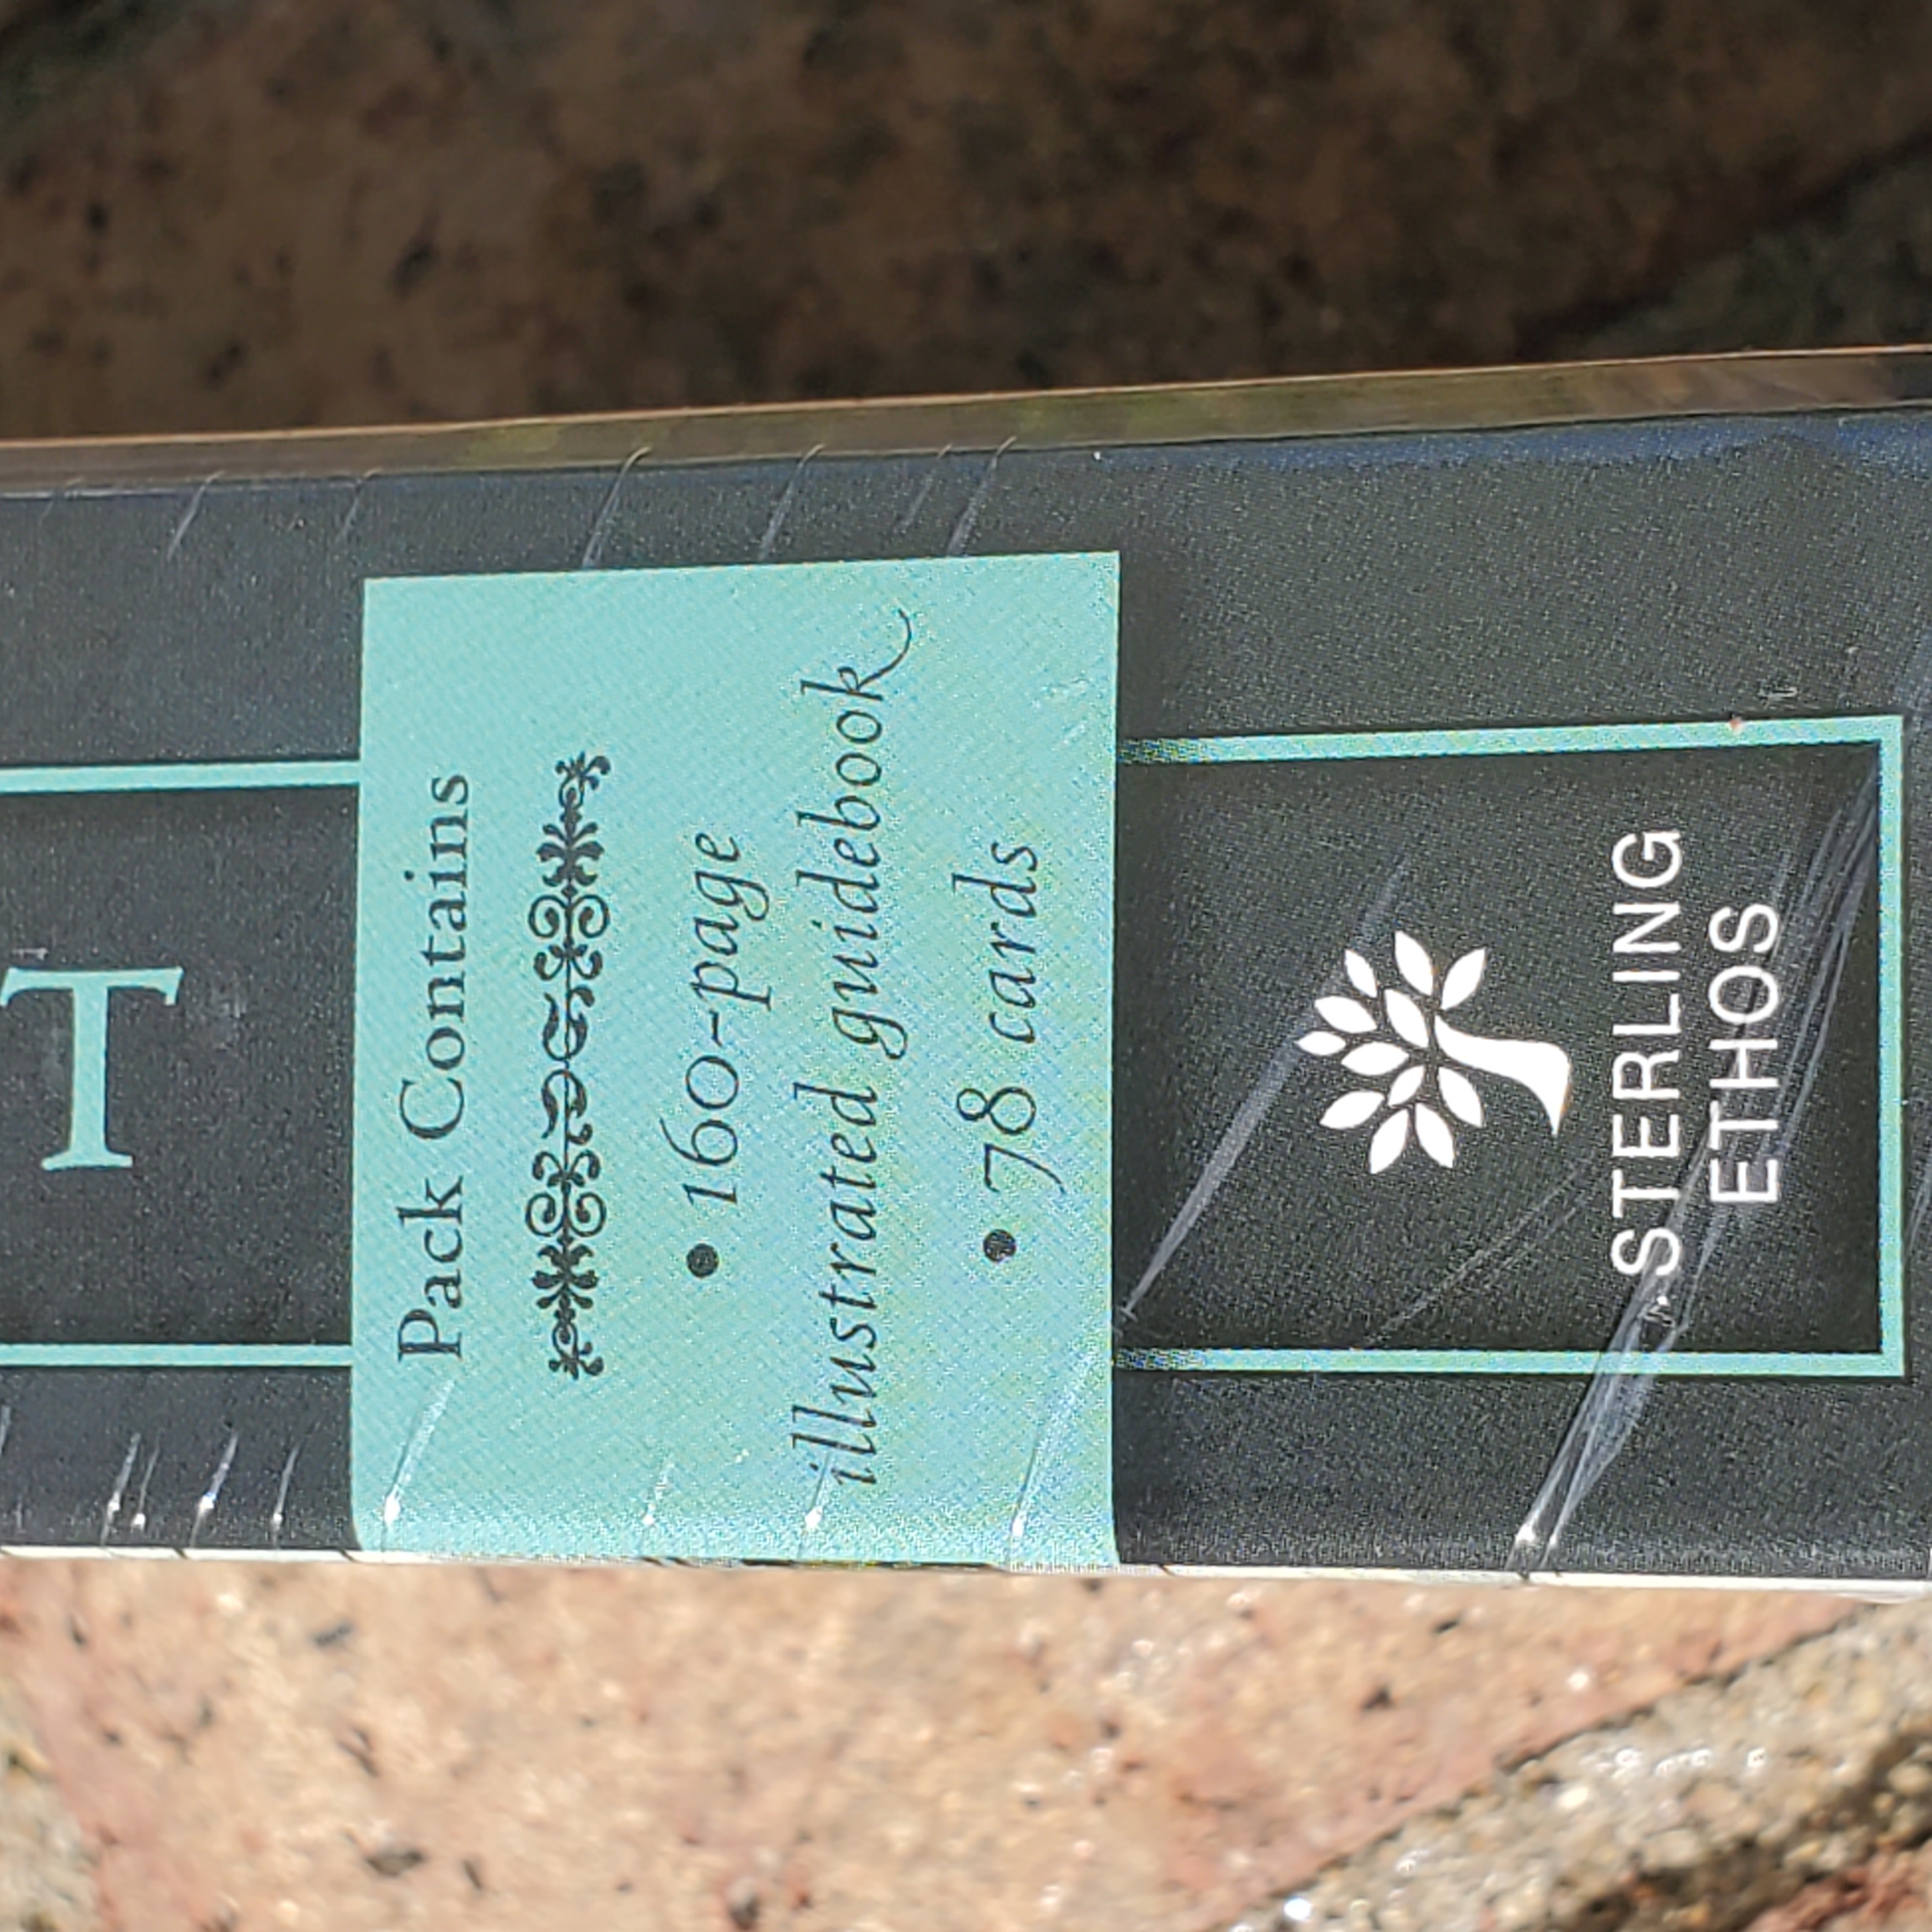 T
Pack Contains
• 160-page
illustrated guidebook
• 78 cards
STERLING
ETHOS